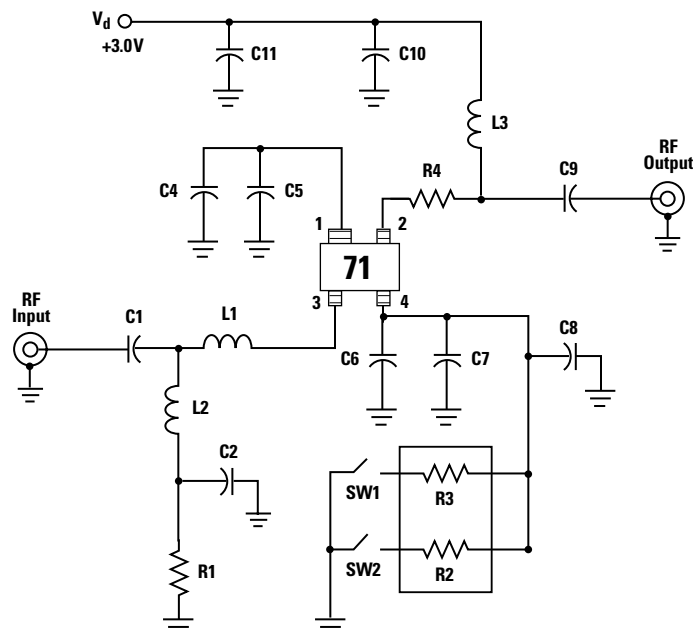 Vd
+3.0V
C11
C10
L3
RF
Output
R4
C9
C4
C5
1
2
71
3
4
RF
Input
C1
L1
C6
C7
C8
L2
C2
SW1
R3
R1
SW2
R2